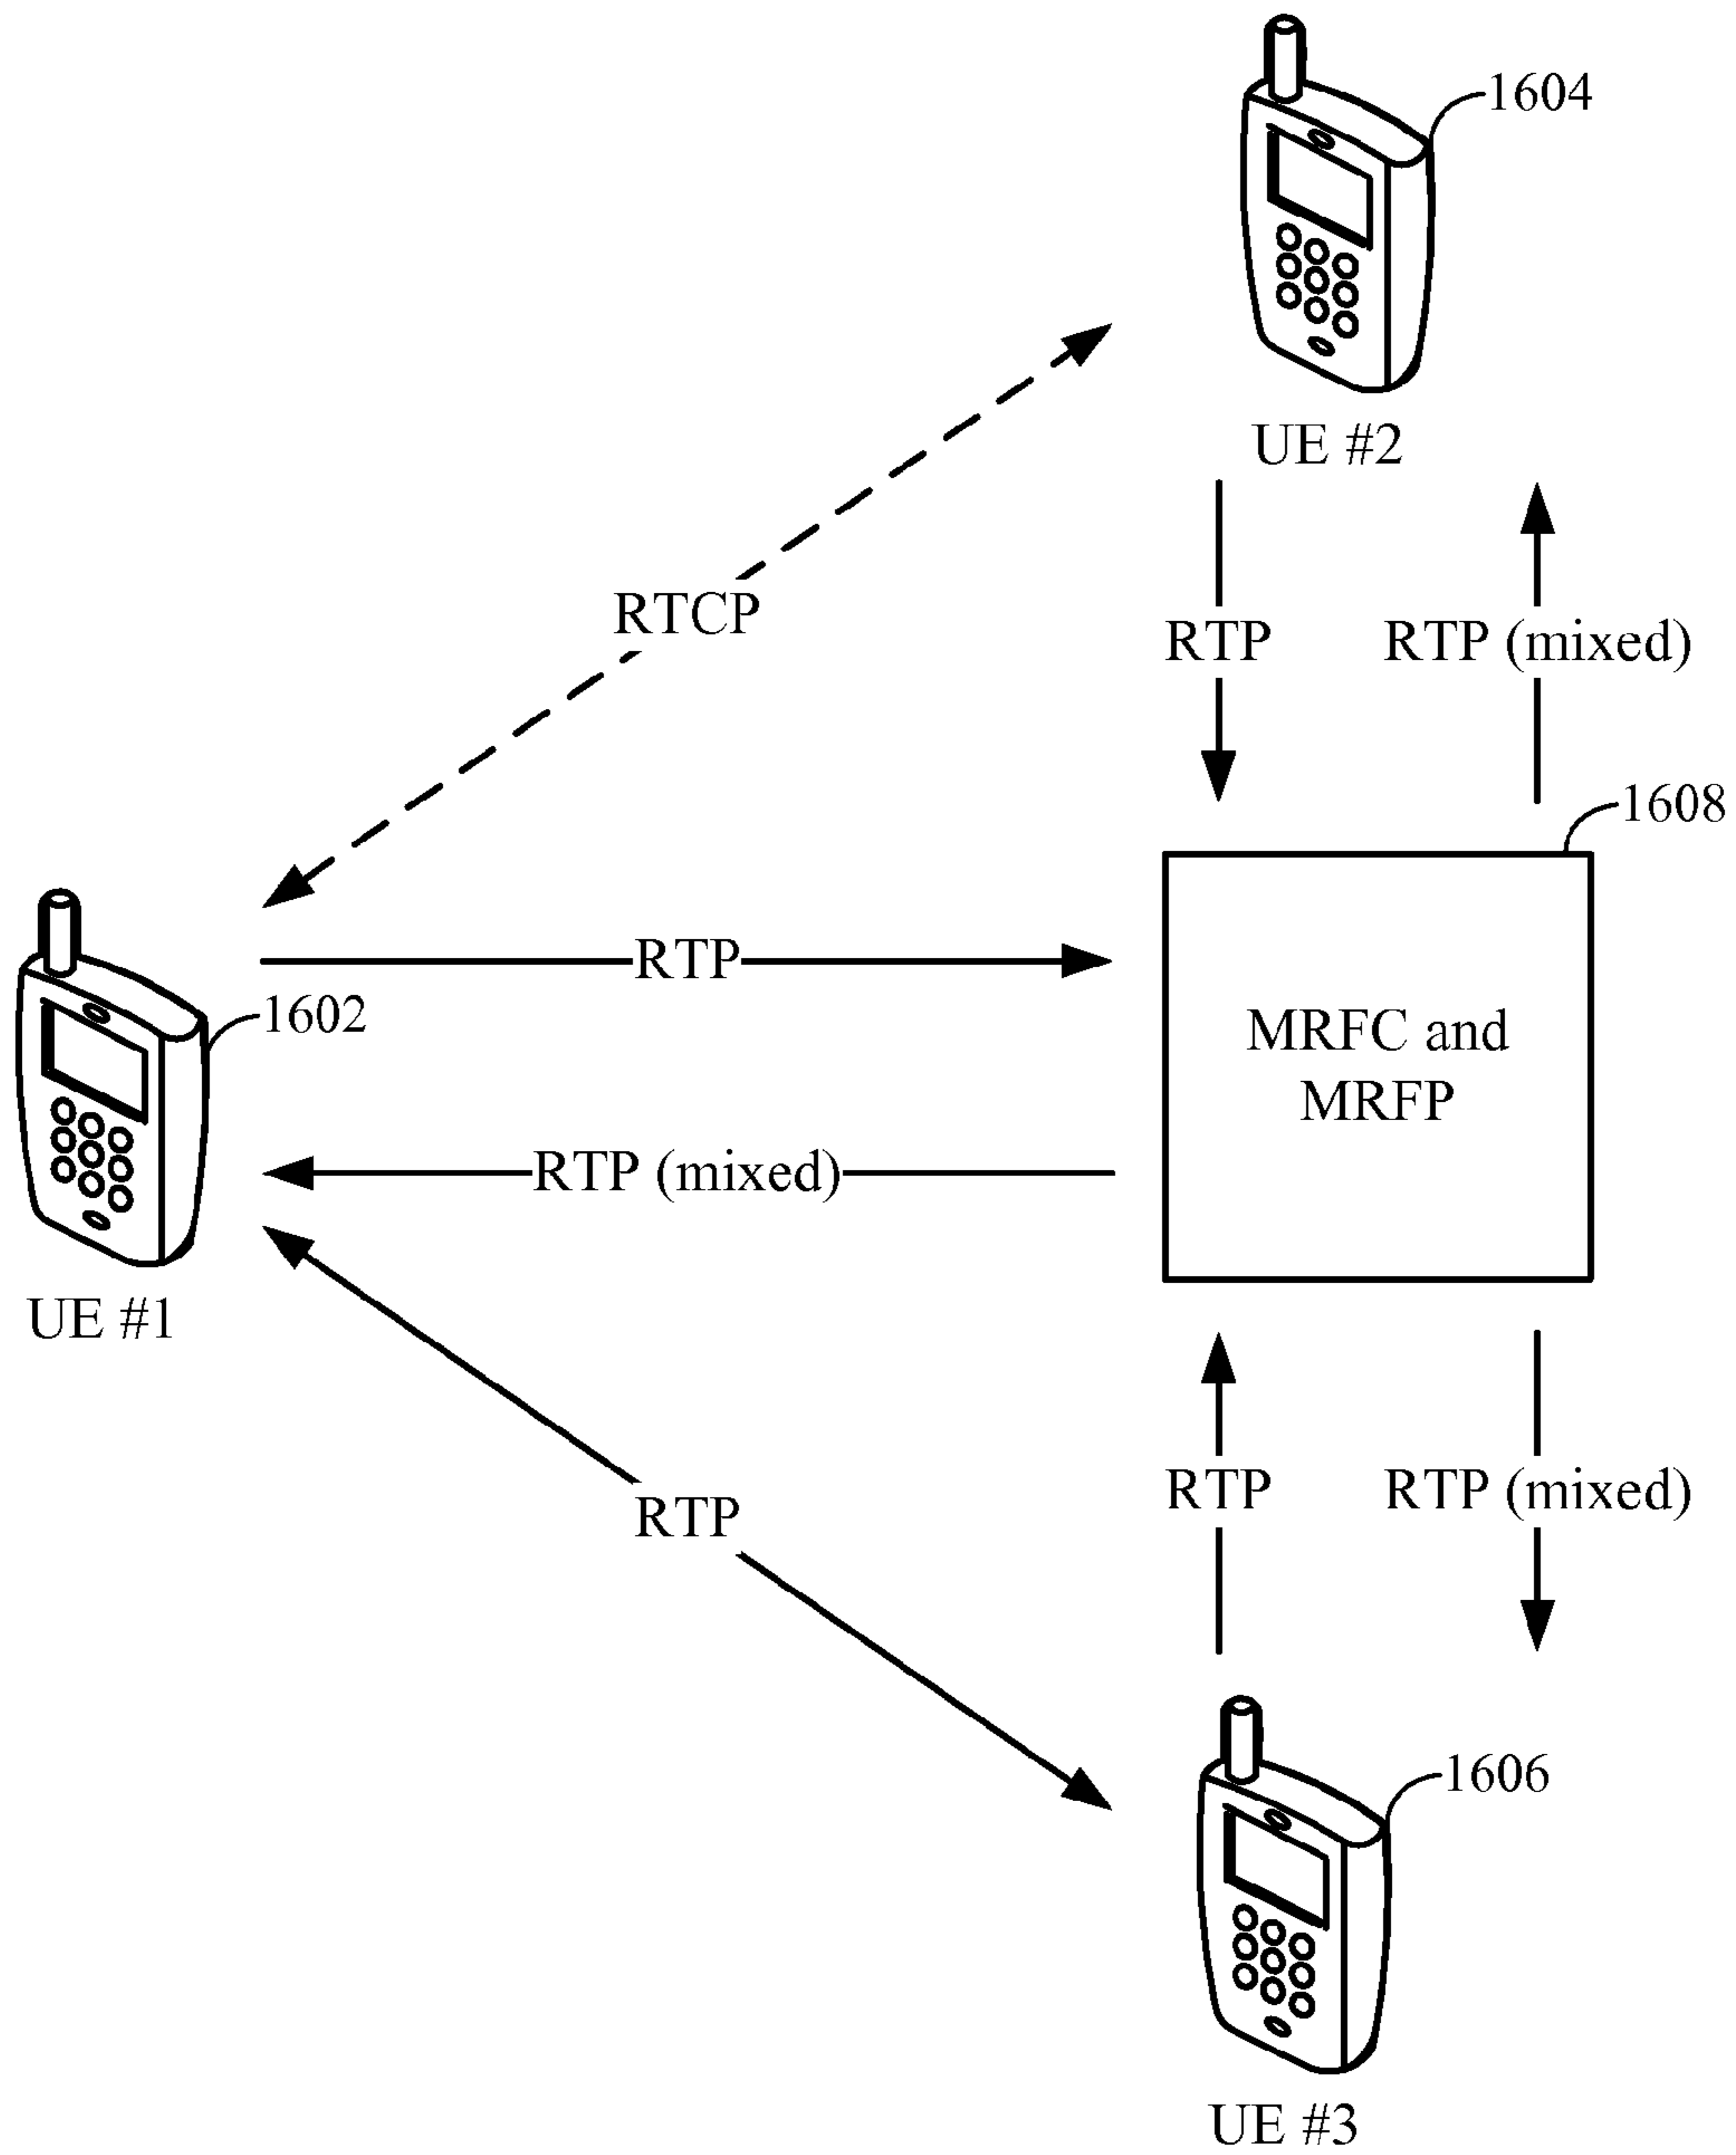 1604
UE #2
RTCP
RTP
RTP (mixed)
1608
RTP
1602
MRFC and
MRFP
RTP (mixed)
UE #1
RTP
RTP (mixed)
RTP
1606
UE #3